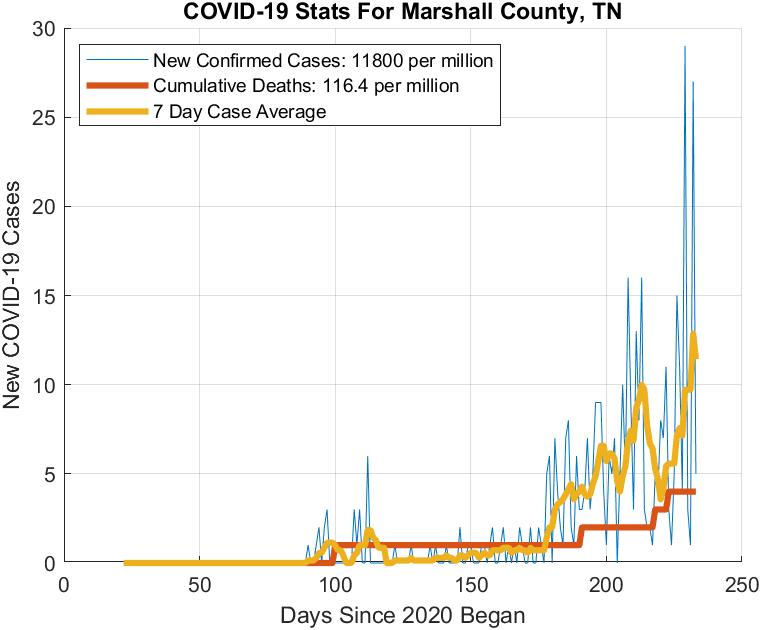 COVID-19 Stats For Marshall County, TN
New Confirmed Cases: 11800 per million
Cumulative Deaths: 116.4 per million
7 Day Case Average
New COVID-19 Cases
30
25
20
15
10
5
0
0 50 100 150 200 250
Days Since 2020 Began